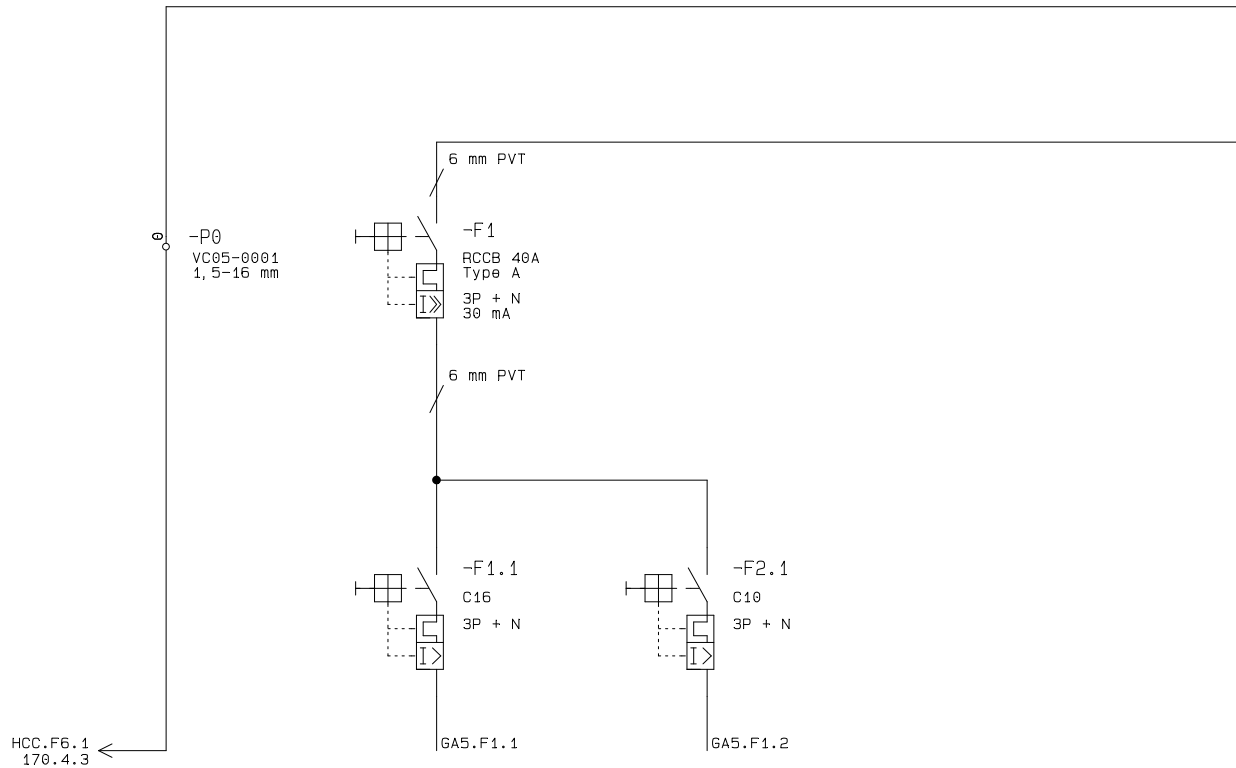 6 mm PVT
0
-P0
VC05-0001
1,5-16 mm
-F1
RCCB 40A
Type A
3P + N
30 mA
I
6 mm PVT
-F1.1
C16
3P + N
I
-F2.1
C10
3P + N
I
HCC.F6.1
170.4.3
GA5.F1.1
GA5.F1.2